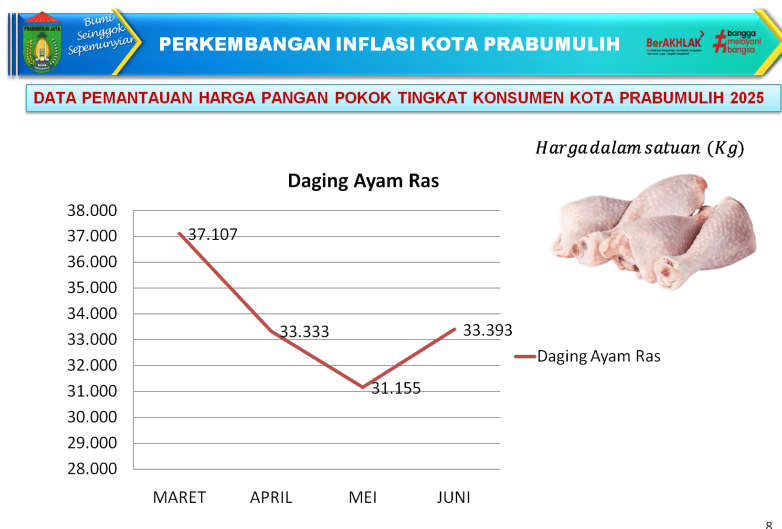 PRABUMULIH JAYA
Bumi
Seinggok
Sepemunyian
PERKEMBANGAN INFLASI KOTA PRABUMULIH
BerAKHLAK
#bangga
melayani
bangsa
DATA PEMANTAUAN HARGA PANGAN POKOK TINGKAT KONSUMEN KOTA PRABUMULIH 2025
Harga dalam satuan (Kg)
Daging Ayam Ras
38.000
37.000
36.000
35.000
34.000
33.000
32.000
31.000
30.000
29.000
28.000
37.107
33.333
31.155
33.393
MARET APRIL MEI JUNI
Daging Ayam Ras
8